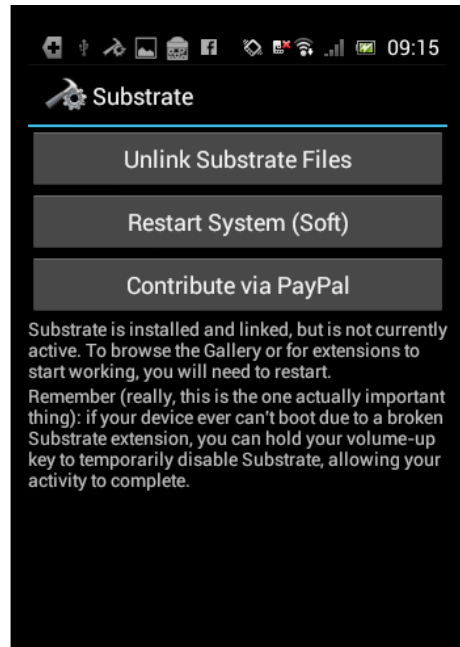 09:15
Substrate
Unlink Substrate Files
Restart System (Soft)
Contribute via PayPal
Substrate is installed and linked, but is not currently
active. To browse the Gallery or for extensions to
start working, you will need to restart.
Remember (really, this is the one actually important
thing): if your device ever can't boot due to a broken
Substrate extension, you can hold your volume-up
key to temporarily disable Substrate, allowing your
activity to complete.